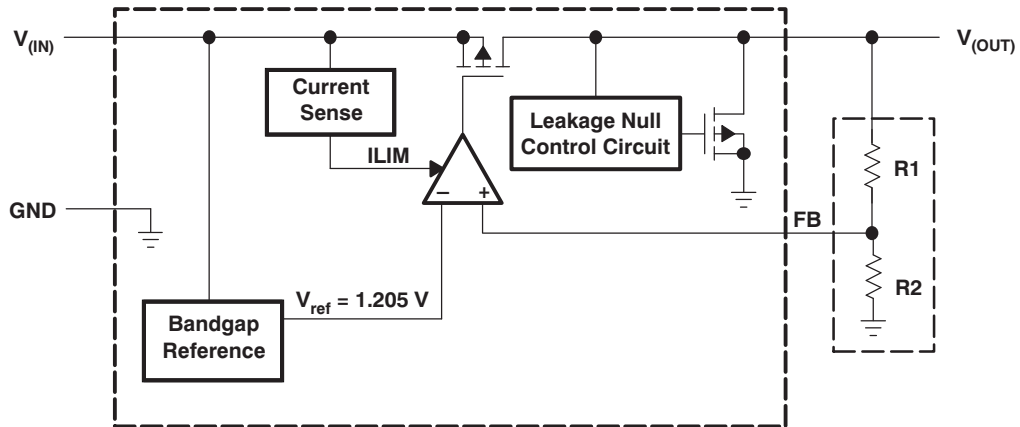 V(IN)
V(OUT)
Current
Sense
Leakage Null
Control Circuit
ILIM
R1
− +
GND
FB
R2
Vref = 1.205 V
Bandgap
Reference